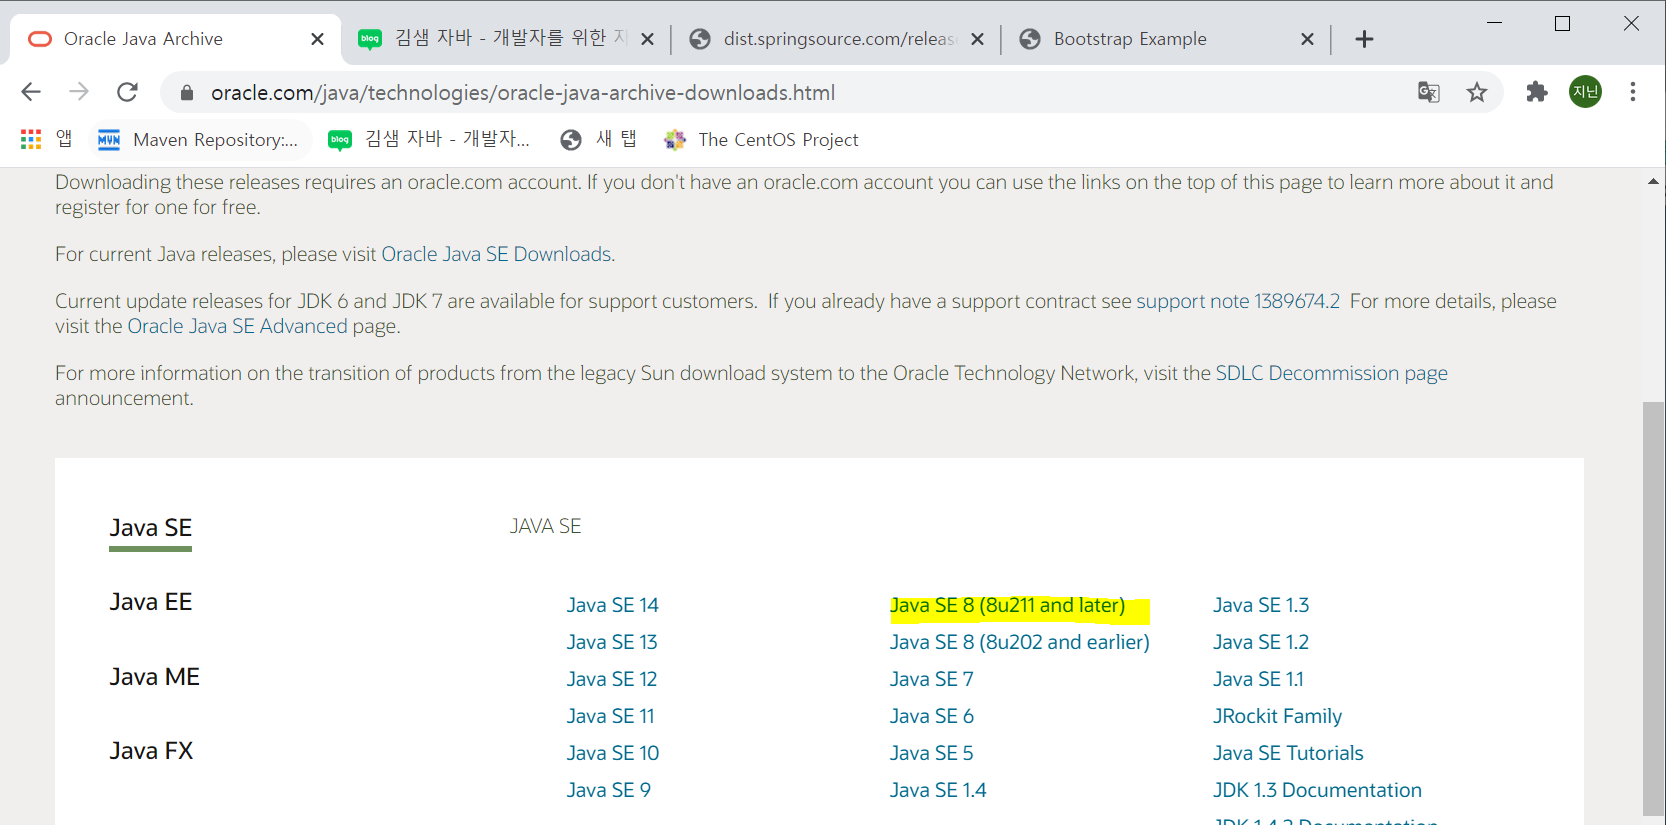 Oracle Java Archive
김샘 자바 - 개발자를 위한 지
dist.springsource.com/releas
Bootstrap Example
oracle.com/java/technologies/oracle-java-archive-downloads.html
지닌
앱
Maven Repository:...
김샘 자바 - 개발자...
새 탭
The CentOS Project
Downloading these releases requires an oracle.com account. If you don't have an oracle.com account you can use the links on the top of this page to learn more about it and
register for one for free.
For current Java releases, please visit Oracle Java SE Downloads.
Current update releases for JDK 6 and JDK 7 are available for support customers.  If you already have a support contract see support note 1389674.2  For more details, please
visit the Oracle Java SE Advanced page.
For more information on the transition of products from the legacy Sun download system to the Oracle Technology Network, visit the SDLC Decommission page
announcement.
Java SE
Java EE
Java ME
Java FX
JAVA SE
Java SE 14
Java SE 13
Java SE 12
Java SE 11
Java SE 10
Java SE 9
Java SE 8 (8u211 and later)
Java SE 8 (8u202 and earlier)
Java SE 7
Java SE 6
Java SE 5
Java SE 1.4
Java SE 1.3
Java SE 1.2
Java SE 1.1
JRockit Family
Java SE Tutorials
JDK 1.3 Documentation
JDK 1.4.2 Documentation